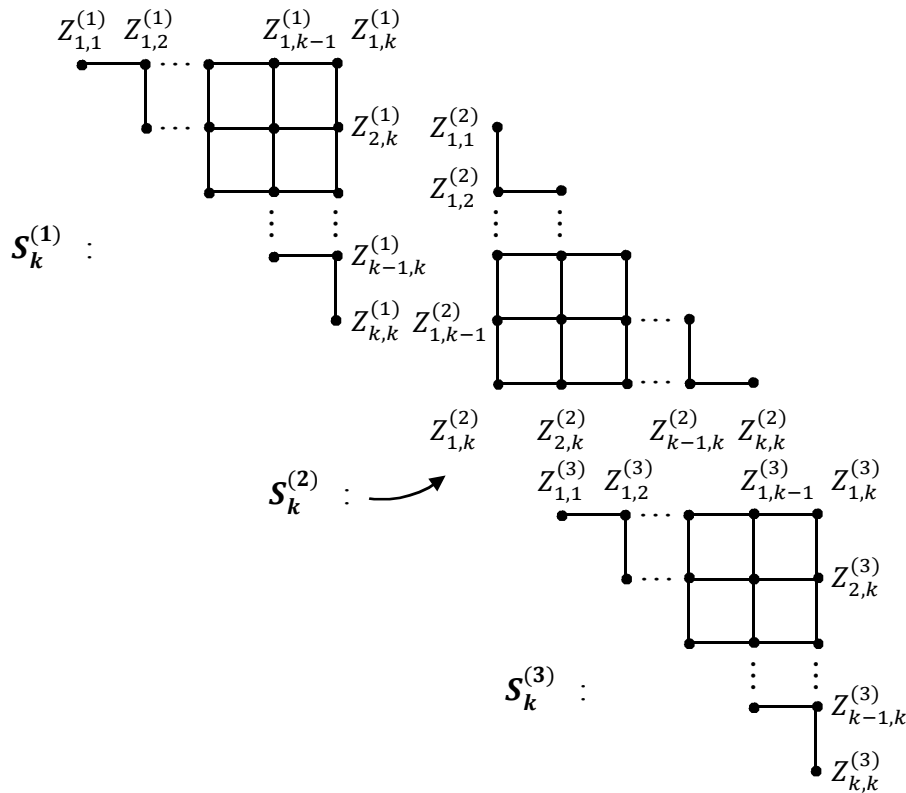 Z_{1,1}^{(1)} Z_{1,2}^{(1)} Z_{1,k-1}^{(1)} Z_{1,k}^{(1)}
Z_{2,k}^{(1)} Z_{1,1}^{(2)}
Z_{1,2}^{(2)}
S_k^{(1)} : Z_{k-1,k}^{(1)}
Z_{k,k}^{(1)} Z_{1,k-1}^{(2)}
Z_{1,k}^{(2)} Z_{2,k}^{(2)} Z_{k-1,k}^{(2)} Z_{k,k}^{(2)}
S_k^{(2)} : Z_{1,1}^{(3)} Z_{1,2}^{(3)} Z_{1,k-1}^{(3)} Z_{1,k}^{(3)}
Z_{2,k}^{(3)}
S_k^{(3)} : Z_{k-1,k}^{(3)}
Z_{k,k}^{(3)}